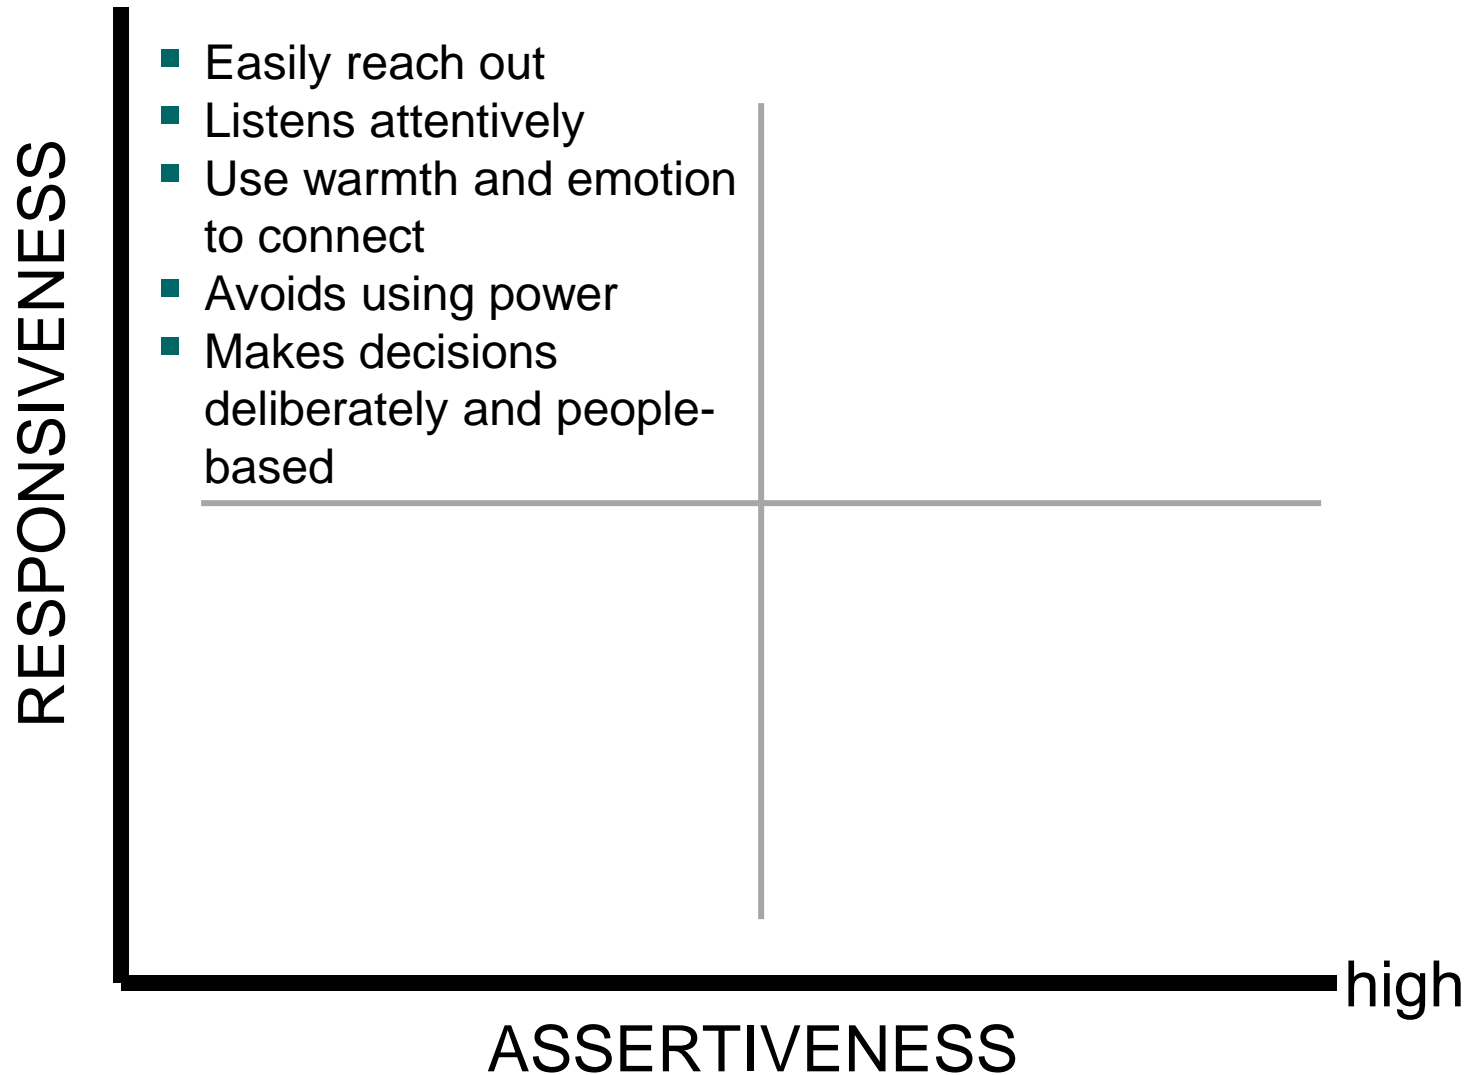 RESPONSIVENESS
Easily reach out
Listens attentively
Use warmth and emotion
to connect
Avoids using power
Makes decisions
deliberately and people-
based
high
ASSERTIVENESS